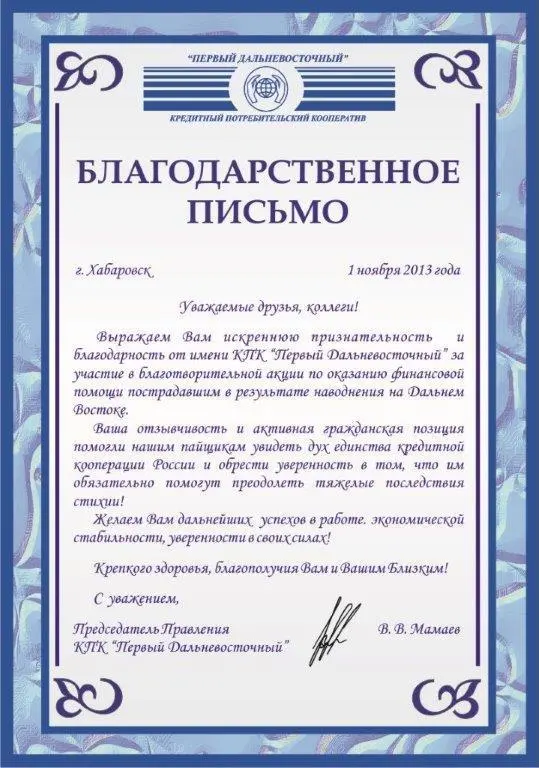 "ПЕРВЫЙ ДАЛЬНЕВОСТОЧНЫЙ"
КРЕДИТНЫЙ ПОТРЕБИТЕЛЬСКИЙ КООПЕРАТИВ
БЛАГОДАРСТВЕННОЕ
ПИСЬМО
г. Хабаровск 1 ноября 2013 года
Уважаемые друзья, коллеги!
Выражаем Вам искреннюю признательность и
благодарность от имени КПК "Первый Дальневосточный" за
участие в благотворительной акции по оказанию финансовой
помощи пострадавшим в результате наводнения на Дальнем
Востоке.
Ваша отзывчивость и активная гражданская позиция
помогли нашим пайщикам увидеть дух единства кредитной
кооперации России и обрести уверенность в том, что им
обязательно помогут преодолеть тяжелые последствия
стихии!
Желаем Вам дальнейших успехов в работе. экономической
стабильности, уверенности в своих силах!
Крепкого здоровья, благополучия Вам и Вашим Близким!
С уважением,
Председатель Правления В. В. Мамаев
КПК "Первый Дальневосточный"